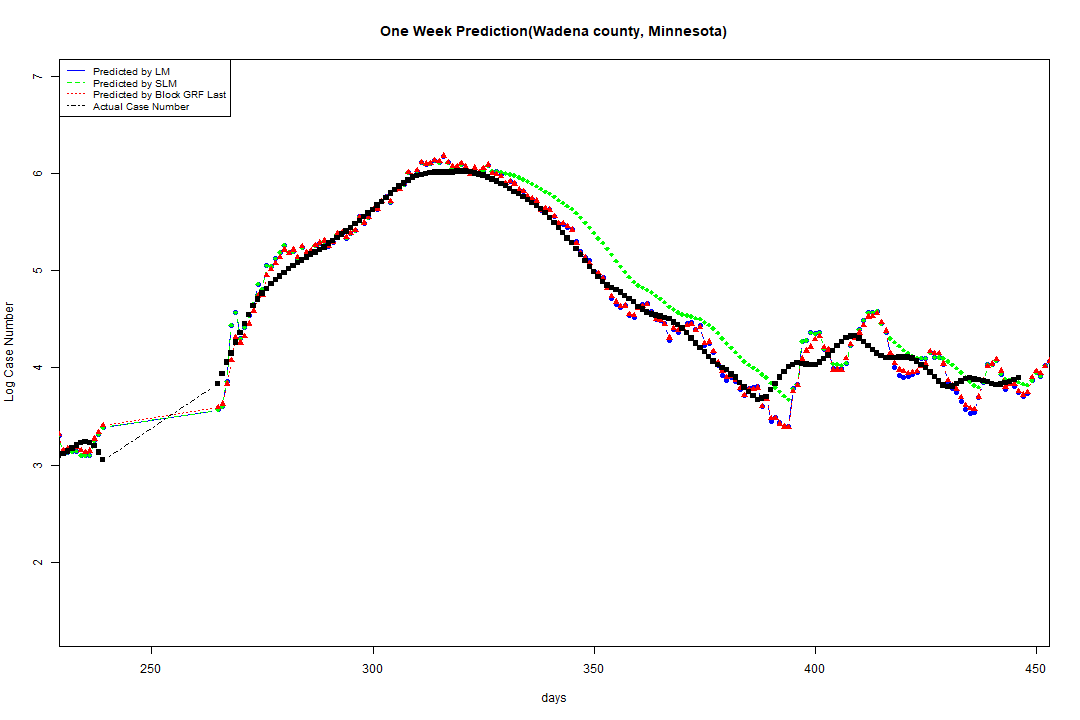 One Week Prediction(Wadena county, Minnesota)
Predicted by LM
Predicted by SLM
Predicted by Block GRF Last
Actual Case Number
Log Case Number
7
6
5
4
3
2
250 300 350 400 450
days